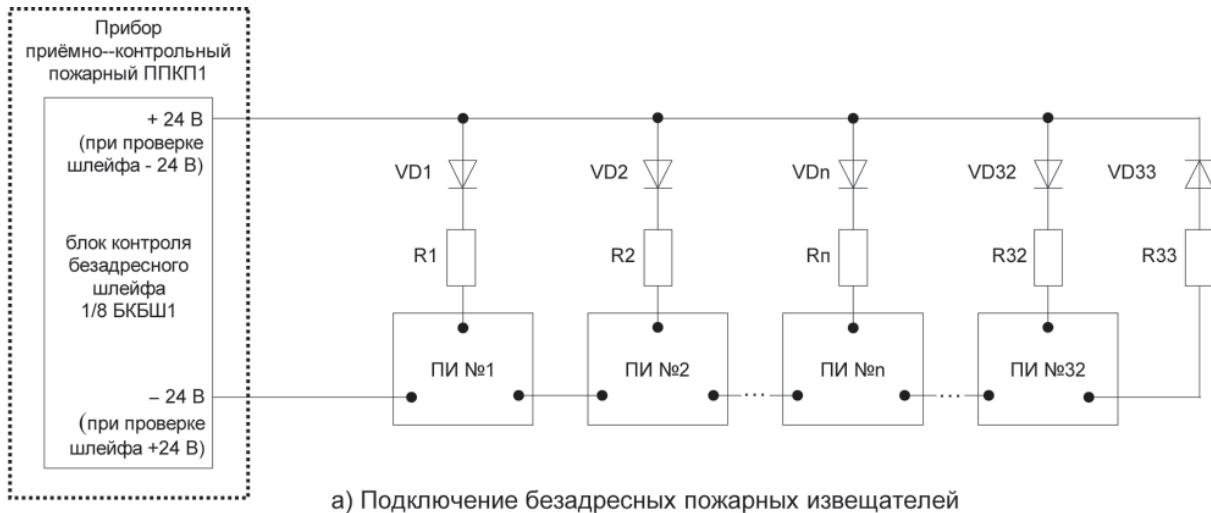 Прибор
приёмно--контрольный
пожарный ППКП1
+ 24 В
(при проверке
шлейфа - 24 В)
блок контроля
безадресного
шлейфа
1/8 БКБШ1
– 24 В
(при проверке
шлейфа +24 В)
VD1
VD2
VDn
VD32
VD33
R1
R2
Rп
R32
R33
ПИ №1
ПИ №2
ПИ №n
ПИ №32
а) Подключение безадресных пожарных извещателей